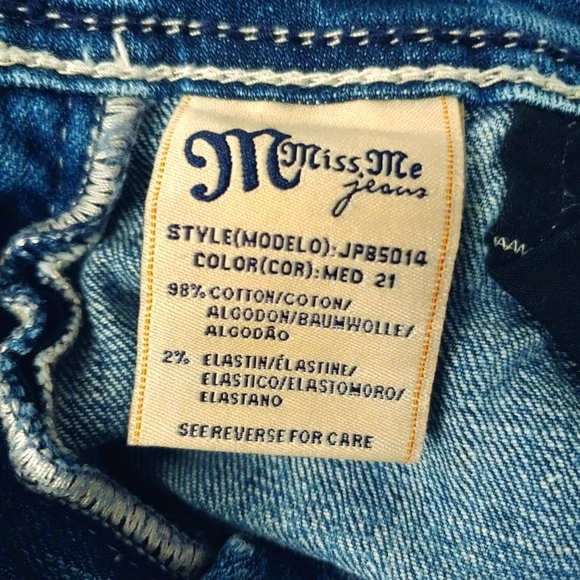 M Miss Me
jeans
STYLE(MODELO):JPB5014
COLOR(COR):MED 21
98% COTTON/COTON/
ALGODON/BAUMWOLLE/
ALGODÃO
2% ELASTIN/ÉLASTINE/
ELASTICO/ELASTOMORO/
ELASTANO
SEE REVERSE FOR CARE